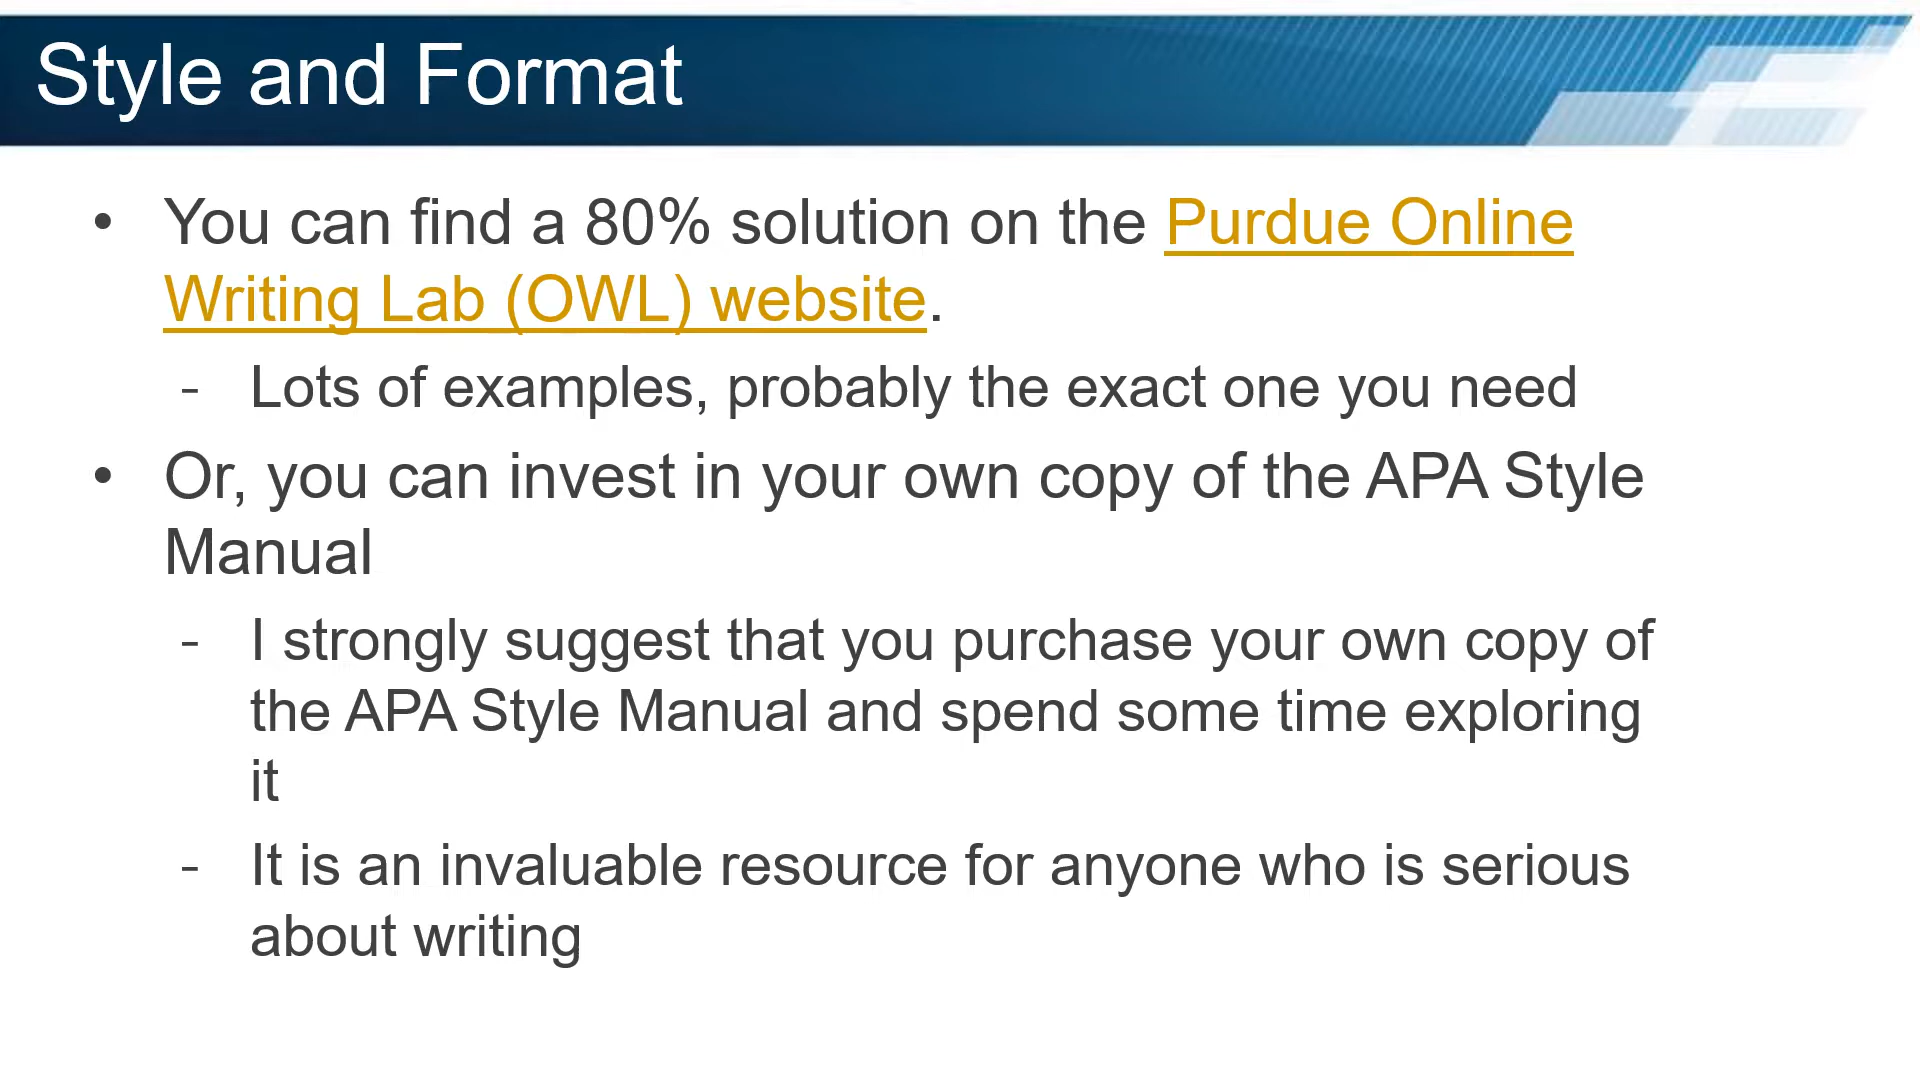 Style and Format
• You can find a 80% solution on the Purdue Online
Writing Lab (OWL) website.
- Lots of examples, probably the exact one you need
• Or, you can invest in your own copy of the APA Style
Manual
- I strongly suggest that you purchase your own copy of
the APA Style Manual and spend some time exploring
it
- It is an invaluable resource for anyone who is serious
about writing